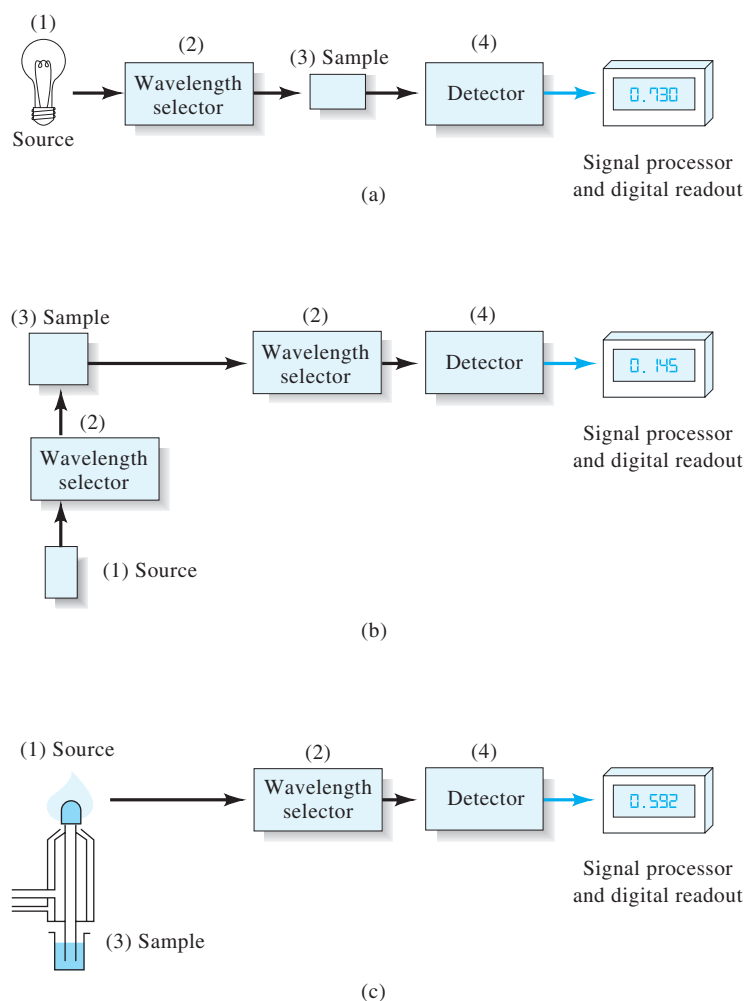 (1)
(2)
(3) Sample
(4)
Wavelength
selector
Detector
0.730
Source
Signal processor
and digital readout
(a)
(3) Sample
(2)
(4)
Wavelength
selector
Detector
0.145
(2)
Wavelength
selector
Signal processor
and digital readout
(1) Source
(b)
(1) Source
(2)
(4)
Wavelength
selector
Detector
0.592
Signal processor
and digital readout
(3) Sample
(c)